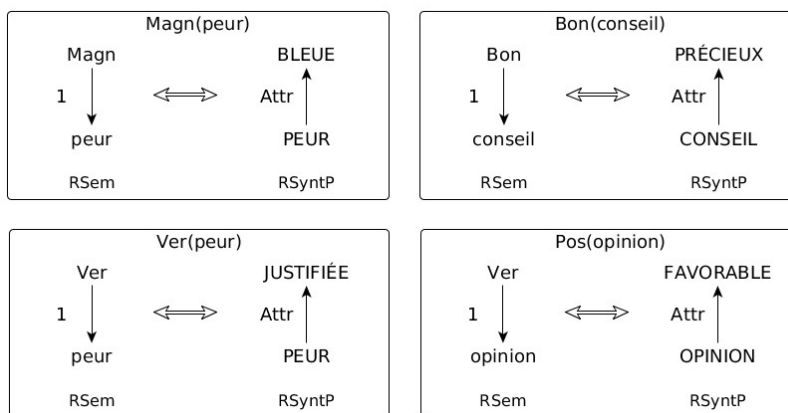 Magn(peur)
Magn BLEUE
1 Attr
peur PEUR
RSem RSyntP
Bon(conseil)
Bon PRÉCIEUX
1 Attr
conseil CONSEIL
RSem RSyntP
Ver(peur)
Ver JUSTIFIÉE
1 Attr
peur PEUR
RSem RSyntP
Pos(opinion)
Ver FAVORABLE
1 Attr
opinion OPINION
RSem RSyntP